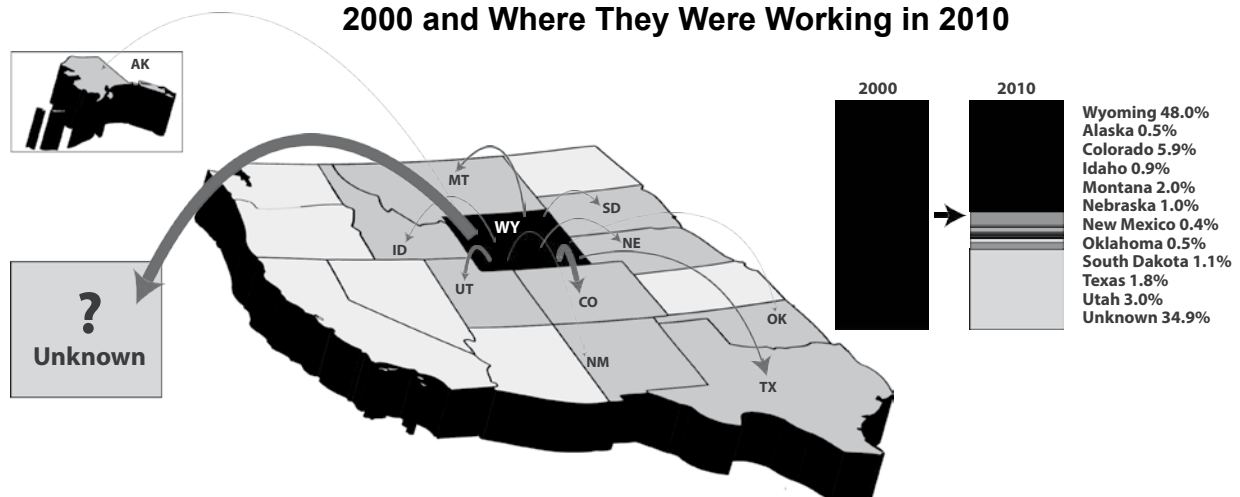 2000 and Where They Were Working in 2010
AK
2000
2010
Wyoming 48.0%
Alaska 0.5%
Colorado 5.9%
Idaho 0.9%
Montana 2.0%
Nebraska 1.0%
New Mexico 0.4%
Oklahoma 0.5%
South Dakota 1.1%
Texas 1.8%
Utah 3.0%
Unknown 34.9%
MT
SD
WY
NE
ID
UT
CO
OK
NM
TX
?
Unknown